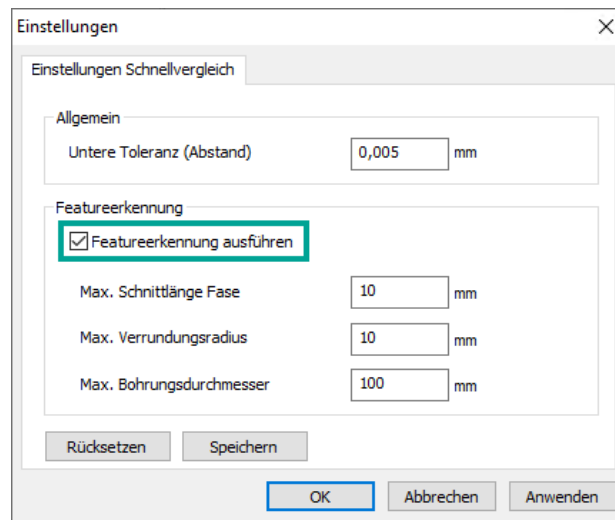 Einstellungen
Einstellungen Schnellvergleich
Allgemein
Untere Toleranz (Abstand) 0,005 mm
Featureerkennung
Featureerkennung ausführen
Max. Schnittlänge Fase 10 mm
Max. Verrundungsradius 10 mm
Max. Bohrungsdurchmesser 100 mm
Rücksetzen Speichern
OK Abbrechen Anwenden